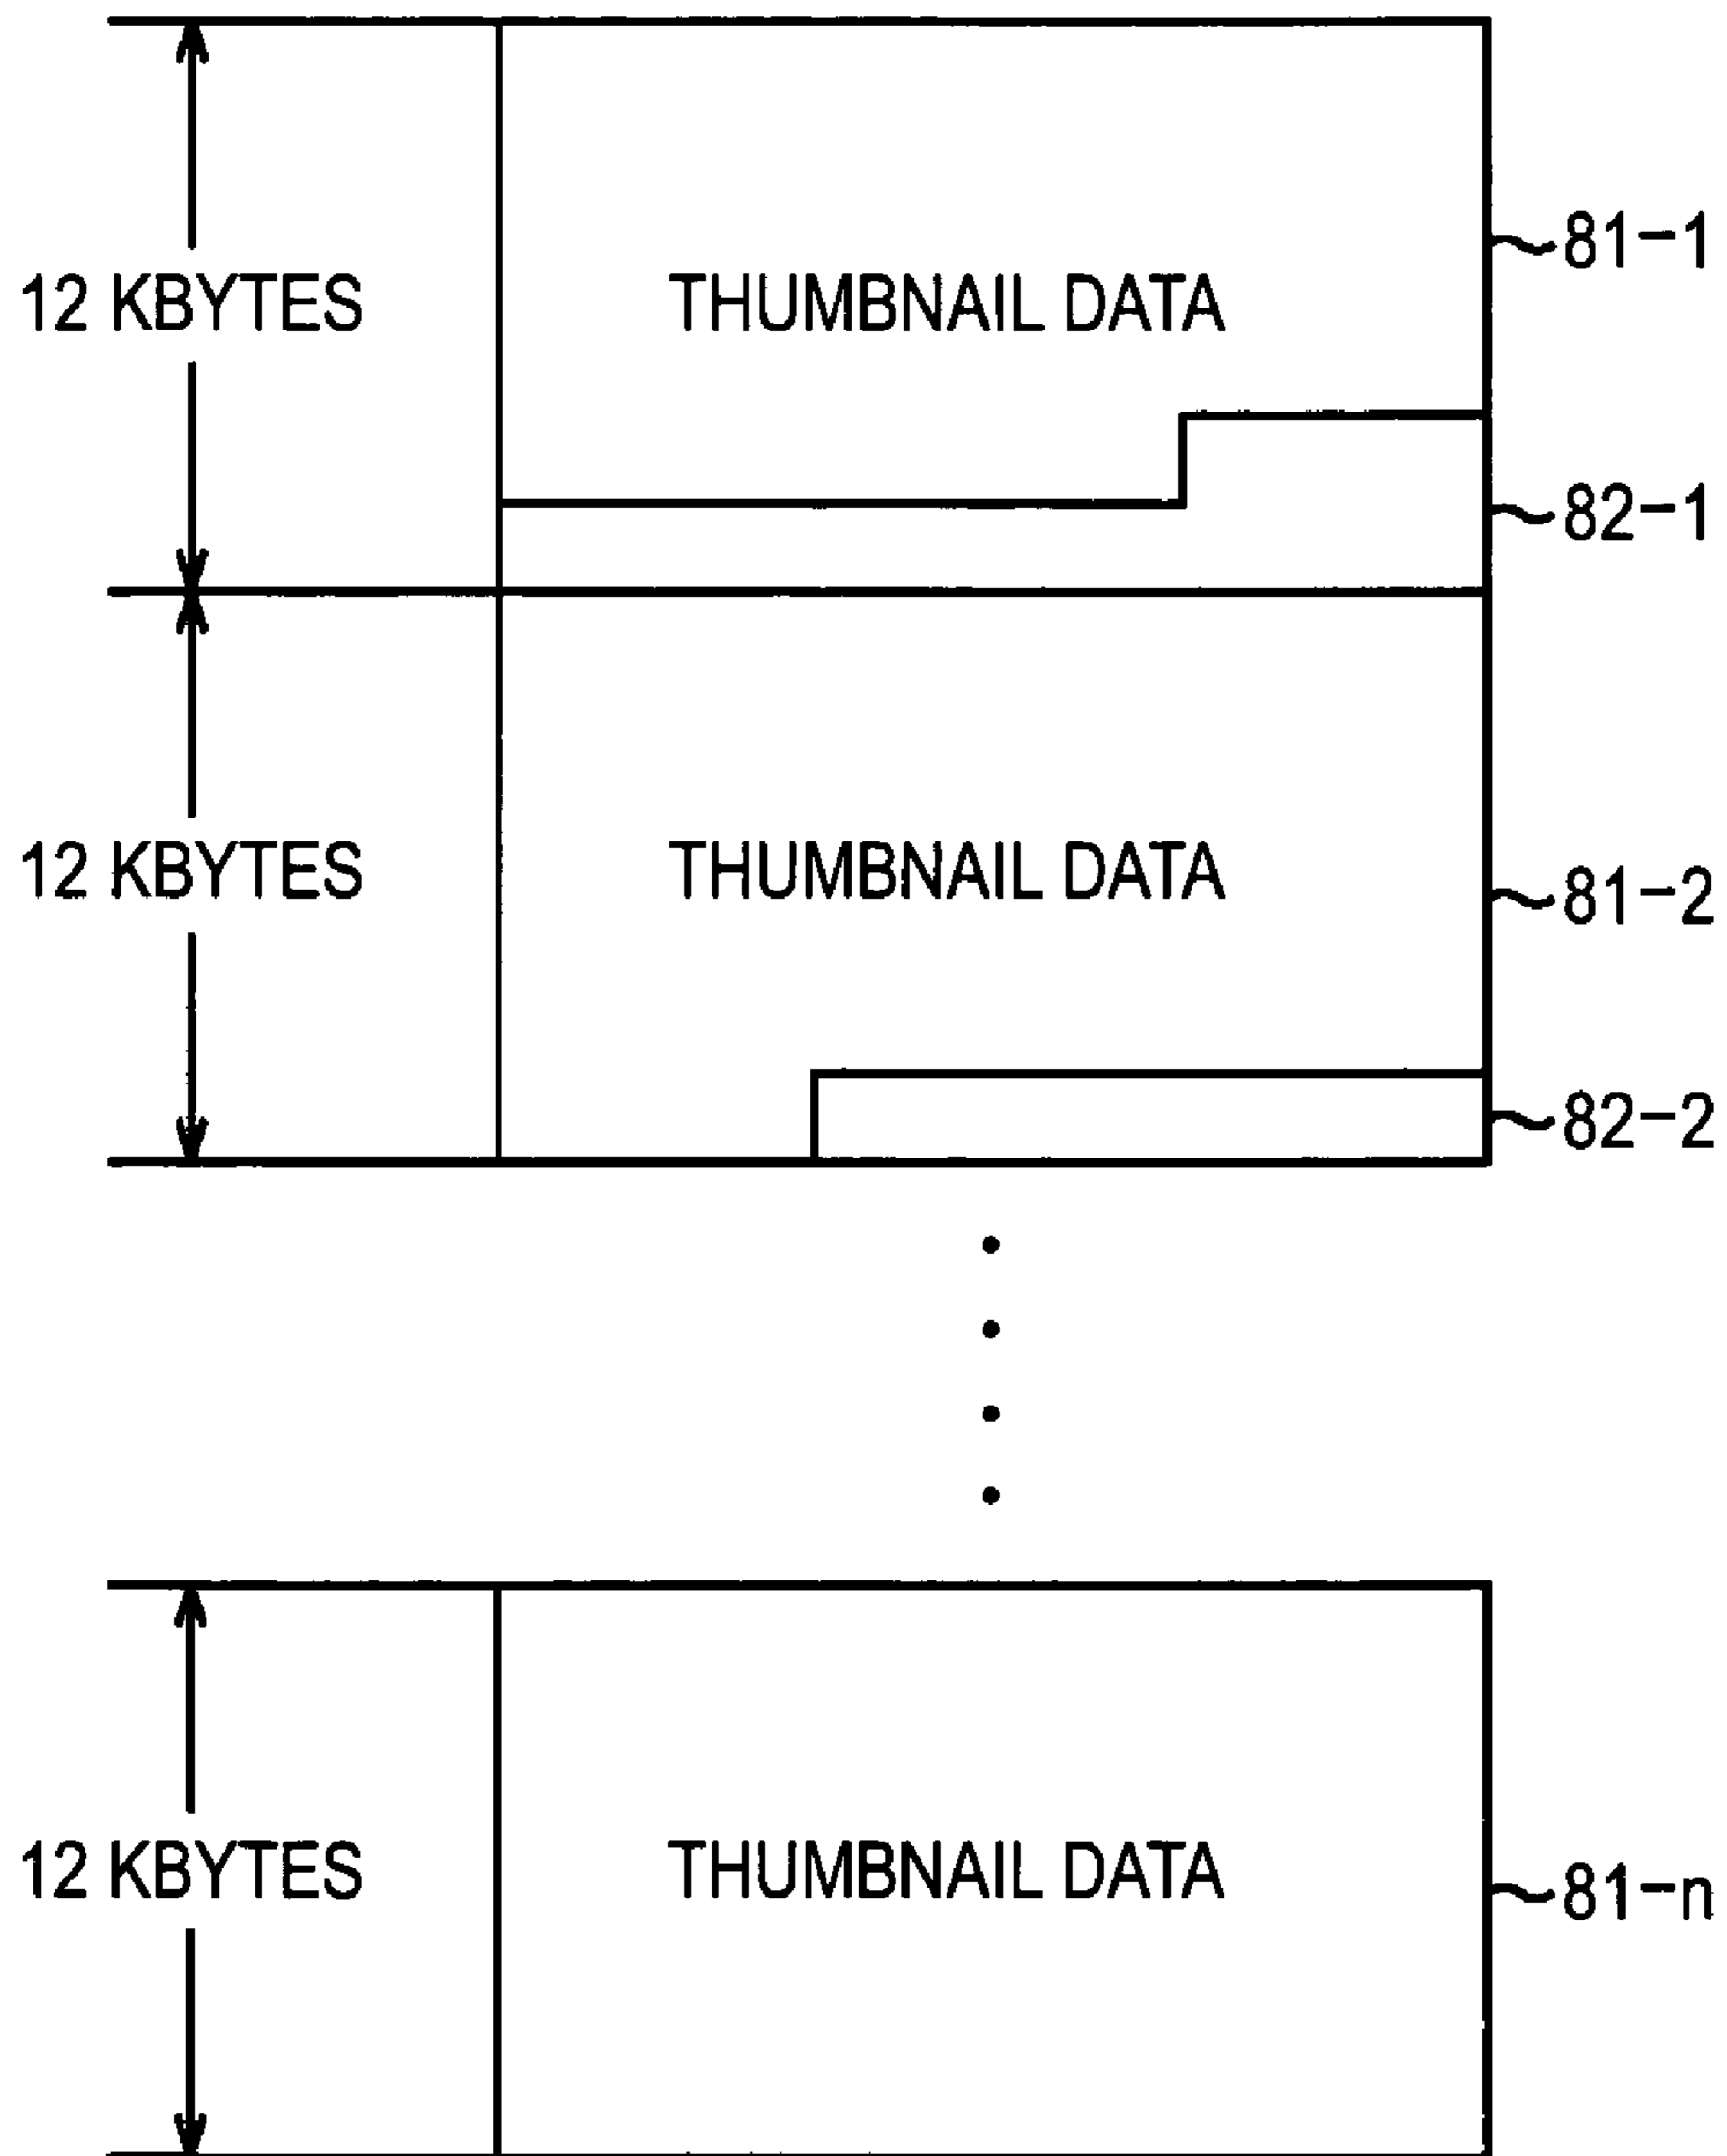 81-1
12 KBYTES THUMBNAIL DATA
82-1
12 KBYTES THUMBNAIL DATA
81-2
82-2
12 KBYTES THUMBNAIL DATA
81-n